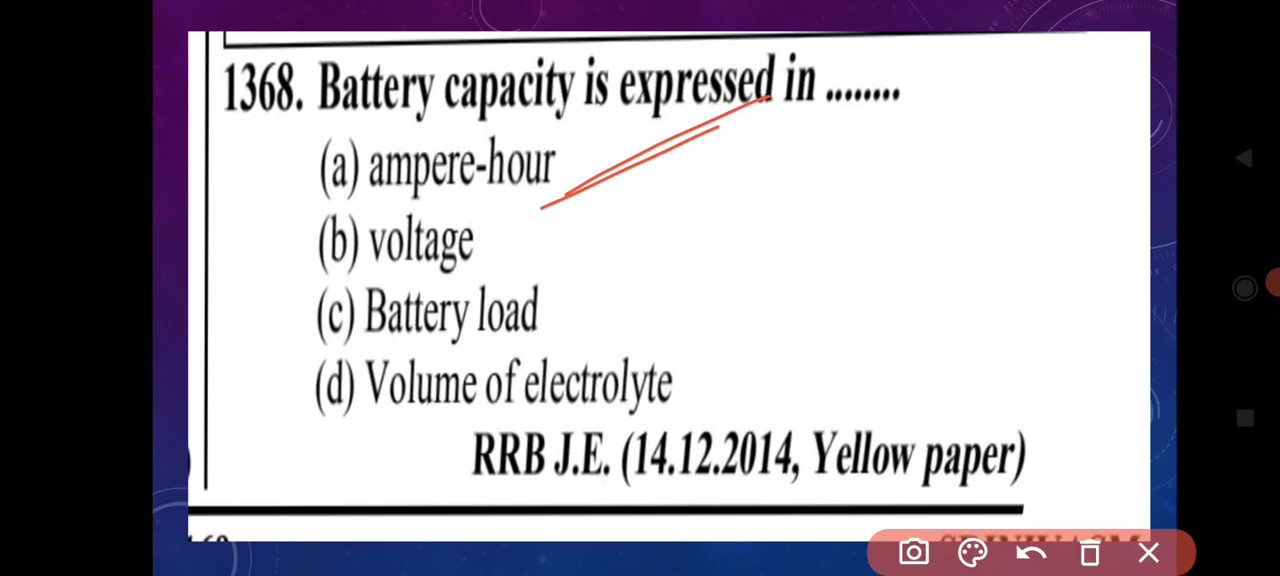 1368. Battery capacity is expressed in ........
(a) ampere-hour
(b) voltage
(c) Battery load
(d) Volume of electrolyte
RRB J.E. (14.12.2014, Yellow paper)